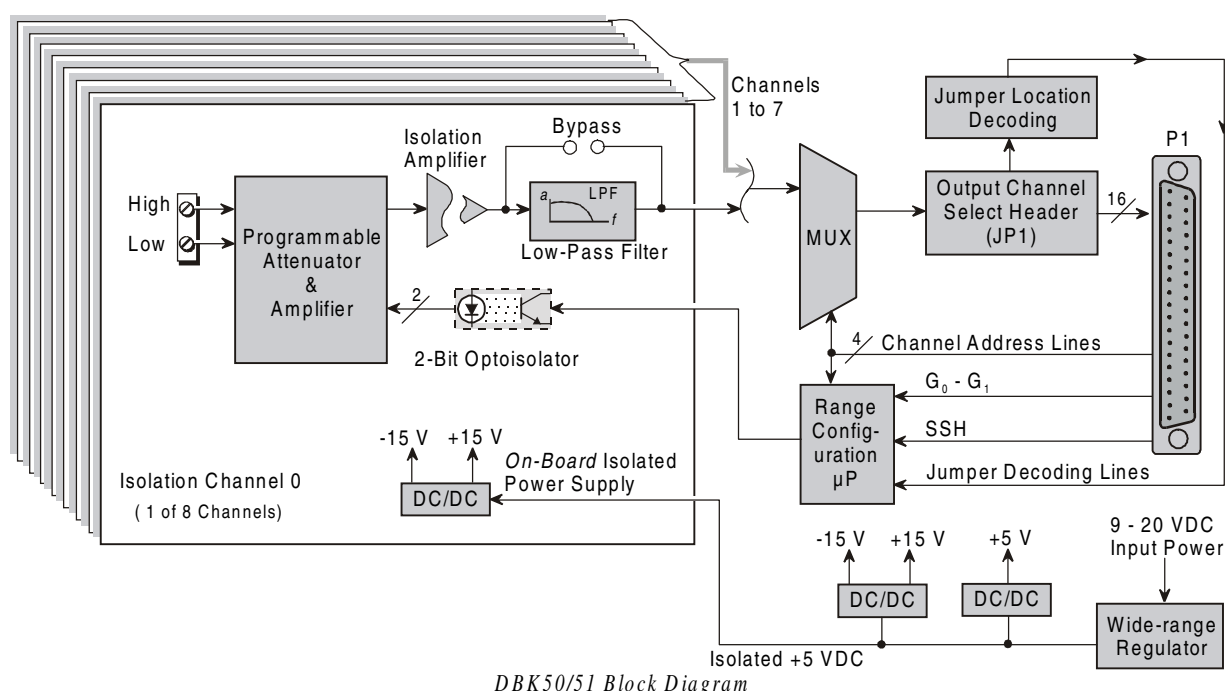 Channels
1 to 7
Jumper Location
Decoding
P1
Bypass
Isolation
Amplifier
a
LPF
f
Low-Pass Filter
High
Low
Programmable
Attenuator
&
Amplifier
MUX
Output Channel
Select Header
(JP1)
16
2
2-Bit Optoisolator
4
Channel Address Lines
G0 - G1
SSH
Jumper Decoding Lines
Range
Config-
uration
µP
-15 V
+15 V
On-Board Isolated
Power Supply
DC/DC
Isolation Channel 0
( 1 of 8 Channels)
-15 V
+15 V
+5 V
9 - 20 VDC
Input Power
DC/DC
DC/DC
Wide-range
Regulator
Isolated +5 VDC
DBK50/51 Block Diagram